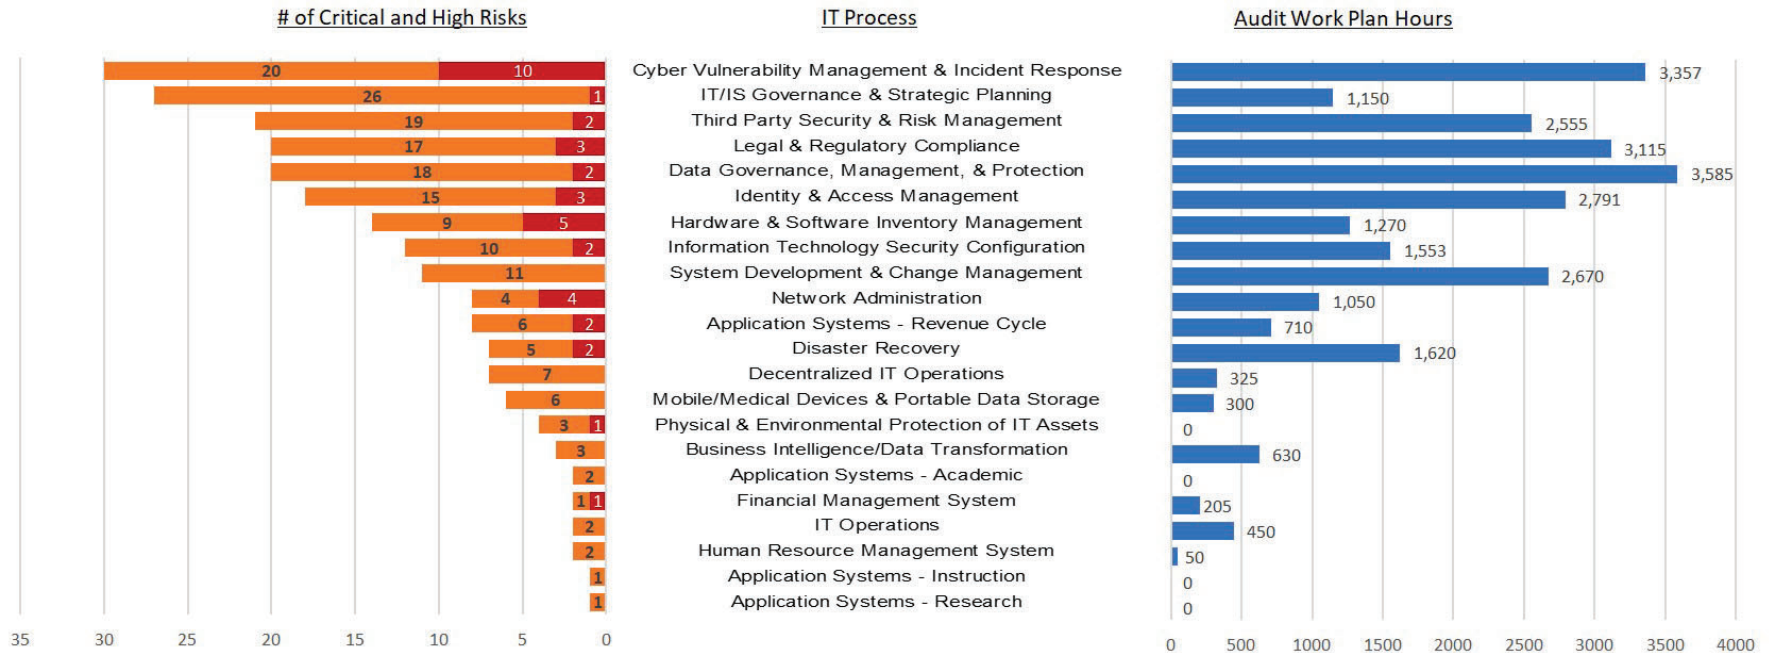 # of Critical and High Risks IT Process Audit Work Plan Hours
20 10 Cyber Vulnerability Management & Incident Response 3,357
26 1 IT/IS Governance & Strategic Planning 1,150
19 2 Third Party Security & Risk Management 2,555
17 3 Legal & Regulatory Compliance 3,115
18 2 Data Governance, Management, & Protection 3,585
15 3 Identity & Access Management 2,791
9 5 Hardware & Software Inventory Management 1,270
10 2 Information Technology Security Configuration 1,553
11 System Development & Change Management 2,670
4 4 Network Administration 1,050
6 2 Application Systems - Revenue Cycle 710
5 2 Disaster Recovery 1,620
7 Decentralized IT Operations 325
6 Mobile/Medical Devices & Portable Data Storage 300
3 1 Physical & Environmental Protection of IT Assets 0
3 Business Intelligence/Data Transformation 630
2 Application Systems - Academic 0
1 1 Financial Management System 205
2 IT Operations 450
2 Human Resource Management System 50
1 Application Systems - Instruction 0
1 Application Systems - Research 0
35 30 25 20 15 10 5 0 0 500 1000 1500 2000 2500 3000 3500 4000